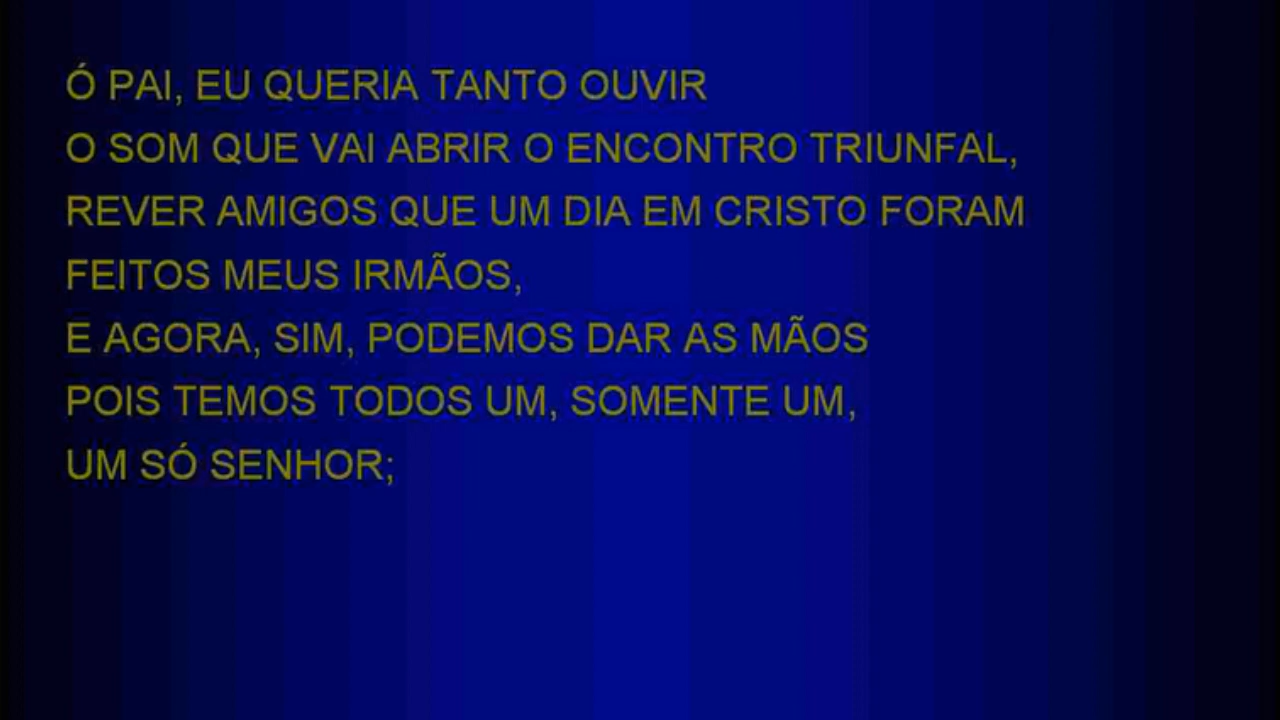 Ó PAI, EU QUERIA TANTO OUVIR
O SOM QUE VAI ABRIR O ENCONTRO TRIUNFAL,
REVER AMIGOS QUE UM DIA EM CRISTO FORAM
FEITOS MEUS IRMÃOS,
E AGORA, SIM, PODEMOS DAR AS MÃOS
POIS TEMOS TODOS UM, SOMENTE UM,
UM SÓ SENHOR;